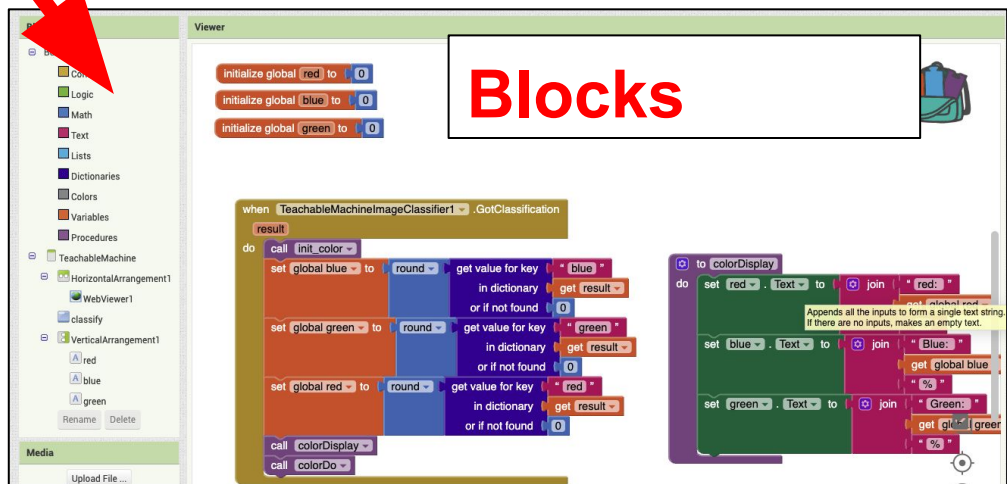 Viewer
Blocks
Logic
Math
Text
Lists
Dictionaries
Colors
Variables
Procedures
TeachableMachine
HorizontalArrangement1
WebViewer1
classify
VerticalArrangement1
red
blue
green
Rename Delete
Media
Upload File ...
initialize global red to 0
initialize global blue to 0
initialize global green to 0
when TeachableMachineImageClassifier1 .GotClassification
result
do call init_color
set global blue to round get value for key " blue "
in dictionary get result
or if not found 0
set global green to round get value for key " green "
in dictionary get result
or if not found 0
set global red to round get value for key " red "
in dictionary get result
or if not found 0
call colorDisplay
call colorDo
to colorDisplay
do set red . Text to join " red: "
get global red
Appends all the inputs to form a single text string.
If there are no inputs, makes an empty text.
set blue . Text to join " Blue: "
get global blue
" % "
set green . Text to join " Green: "
get global green
" % "